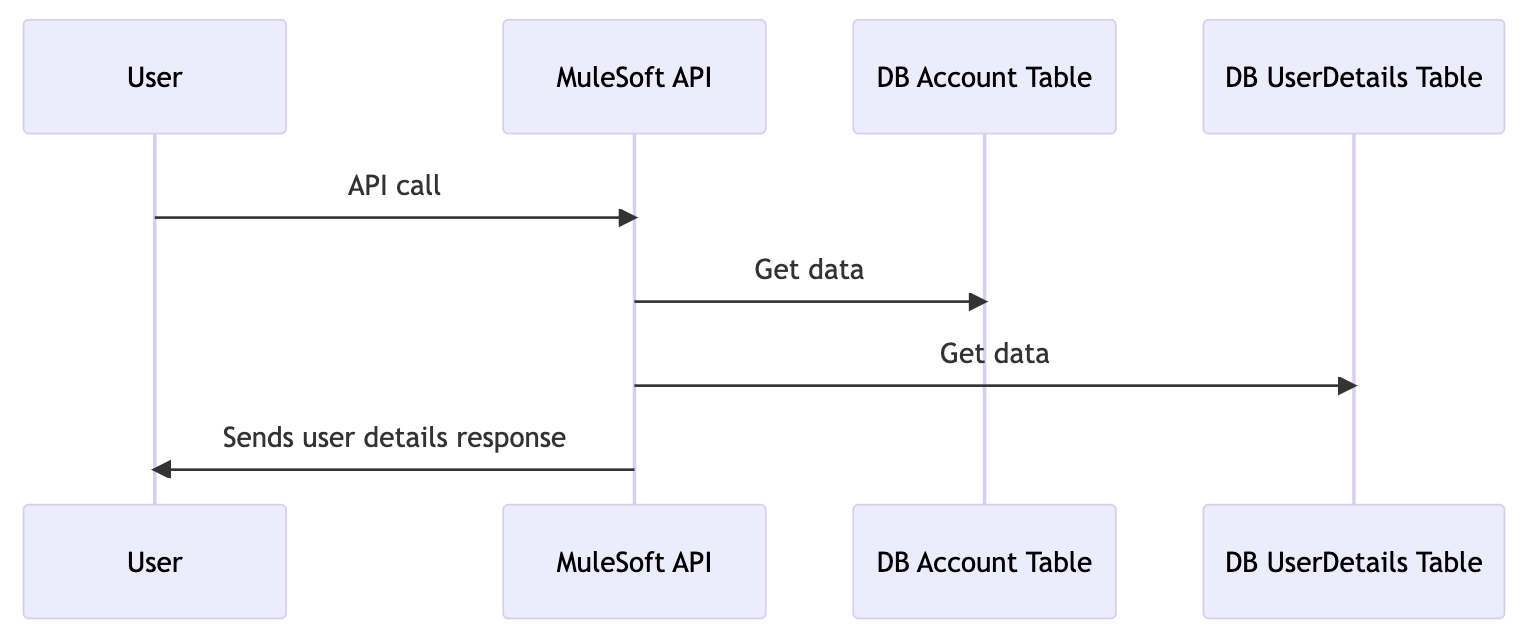 User
MuleSoft API
DB Account Table
DB UserDetails Table
API call
Get data
Get data
Sends user details response
User
MuleSoft API
DB Account Table
DB UserDetails Table